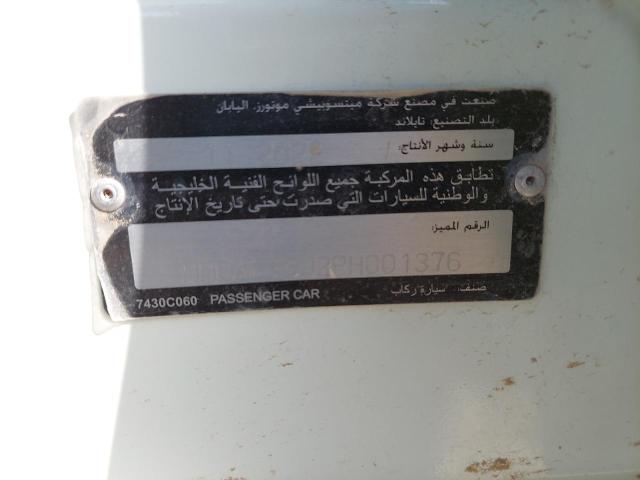 صنعت في مصنع شركة ميتسوبيشي موتورز. اليابان
بلد التصنيع: تايلاند
سنة وشهر الأنتاج:
تطابق هذه المركبة جميع اللوائح الفنية الخليجية
والوطنية للسيارات التي صدرت حتى تاريخ الإنتاج
الرقم المميز:
PH001376
صنف: سيارة ركاب
7430C060 PASSENGER CAR